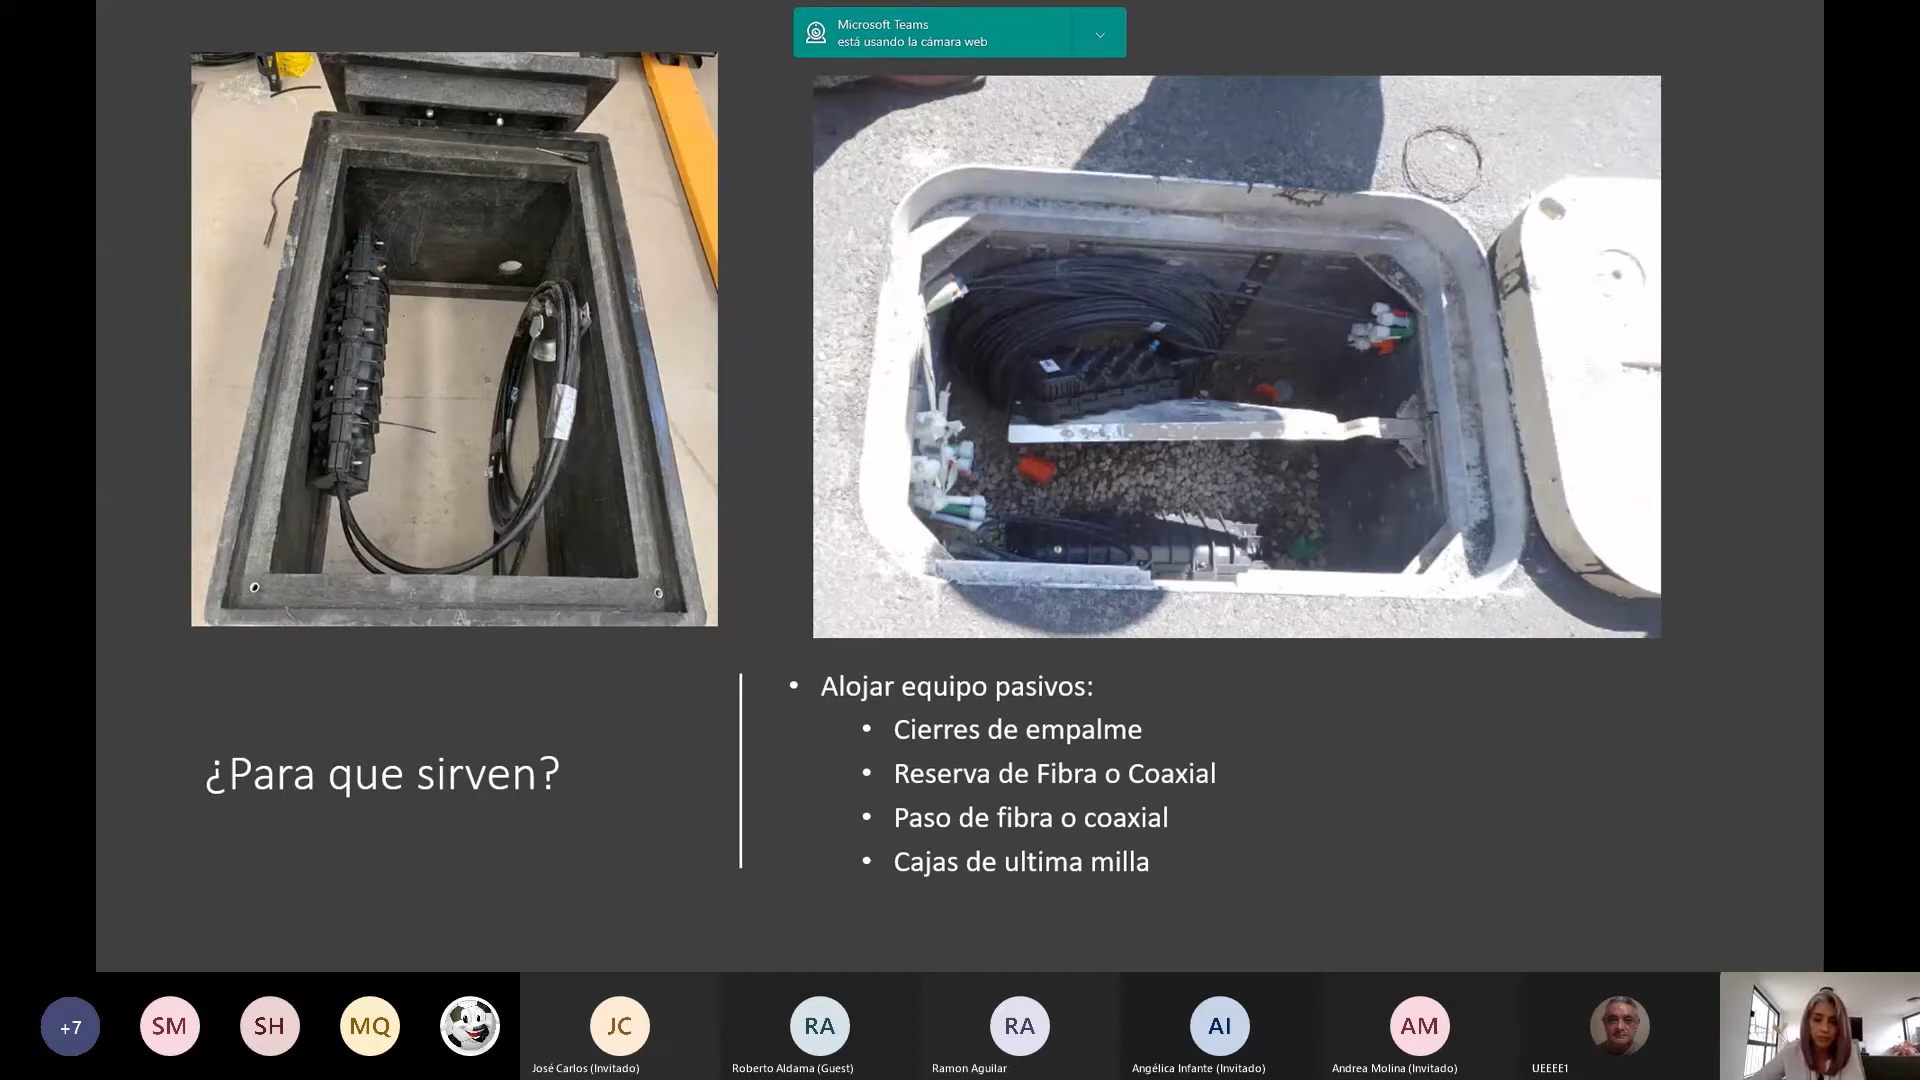 Microsoft Teams
está usando la cámara web
¿Para que sirven?
• Alojar equipo pasivos:
• Cierres de empalme
• Reserva de Fibra o Coaxial
• Paso de fibra o coaxial
• Cajas de ultima milla
+7
SM
SH
MQ
JC
RA
RA
AI
AM
José Carlos (Invitado)
Roberto Aldama (Guest)
Ramon Aguilar
Angélica Infante (Invitado)
Andrea Molina (Invitado)
UEEEE1